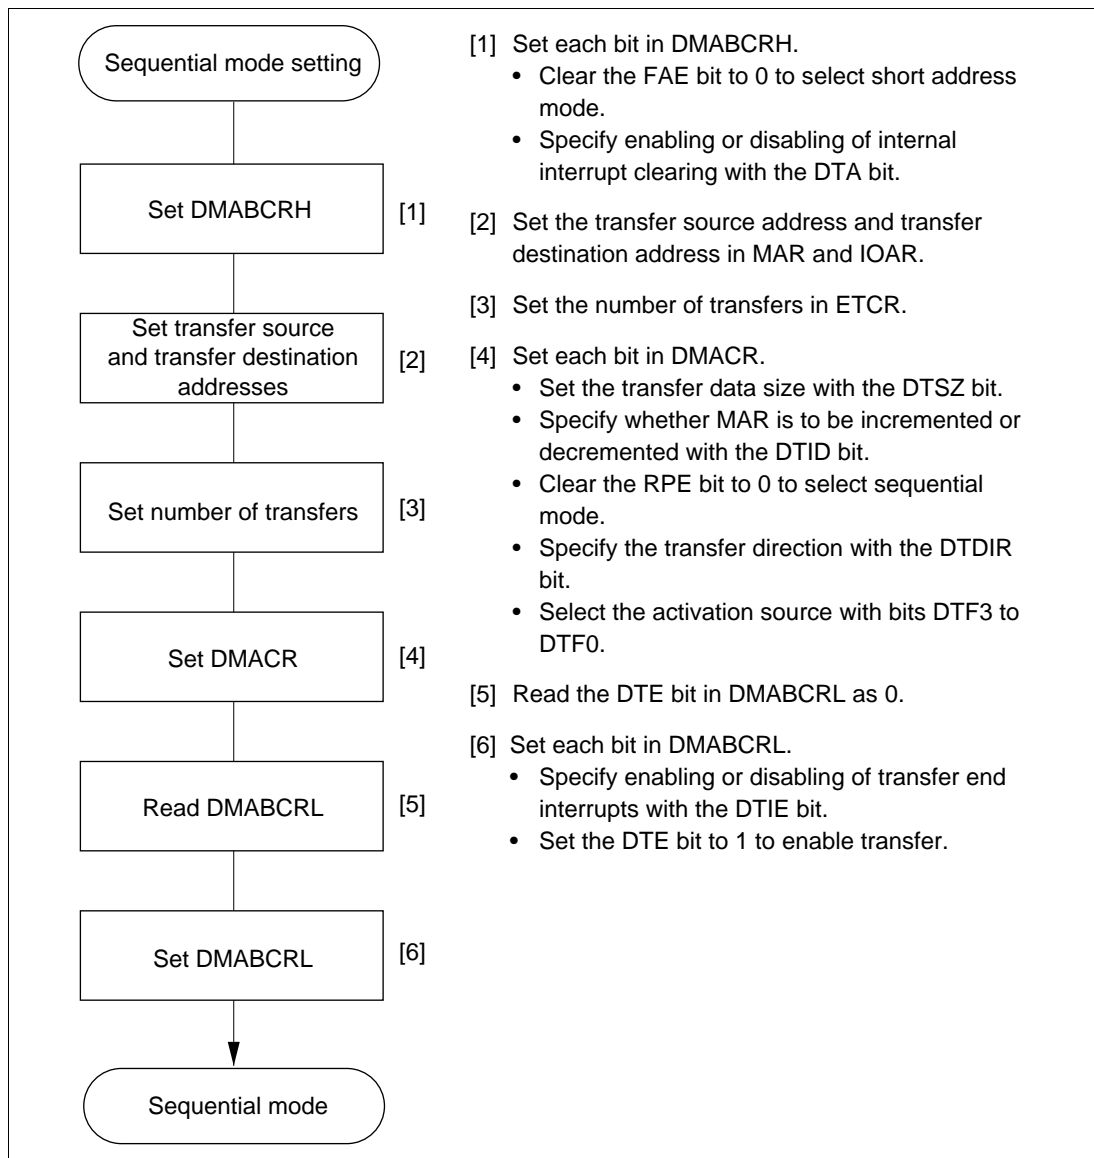 Sequential mode setting
Set DMABCRH
[1]
Set transfer source
and transfer destination
addresses
[2]
Set number of transfers
[3]
Set DMACR
[4]
Read DMABCRL
[5]
Set DMABCRL
[6]
Sequential mode
[1] Set each bit in DMABCRH.
• Clear the FAE bit to 0 to select short address
mode.
• Specify enabling or disabling of internal
interrupt clearing with the DTA bit.
[2] Set the transfer source address and transfer
destination address in MAR and IOAR.
[3] Set the number of transfers in ETCR.
[4] Set each bit in DMACR.
• Set the transfer data size with the DTSZ bit.
• Specify whether MAR is to be incremented or
decremented with the DTID bit.
• Clear the RPE bit to 0 to select sequential
mode.
• Specify the transfer direction with the DTDIR
bit.
• Select the activation source with bits DTF3 to
DTF0.
[5] Read the DTE bit in DMABCRL as 0.
[6] Set each bit in DMABCRL.
• Specify enabling or disabling of transfer end
interrupts with the DTIE bit.
• Set the DTE bit to 1 to enable transfer.